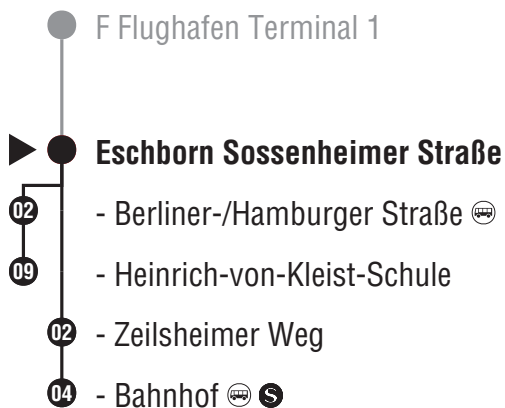 F Flughafen Terminal 1
Eschborn Sossenheimer Straße
02 - Berliner-/Hamburger Straße
09 - Heinrich-von-Kleist-Schule
02 - Zeilsheimer Weg
04 - Bahnhof S